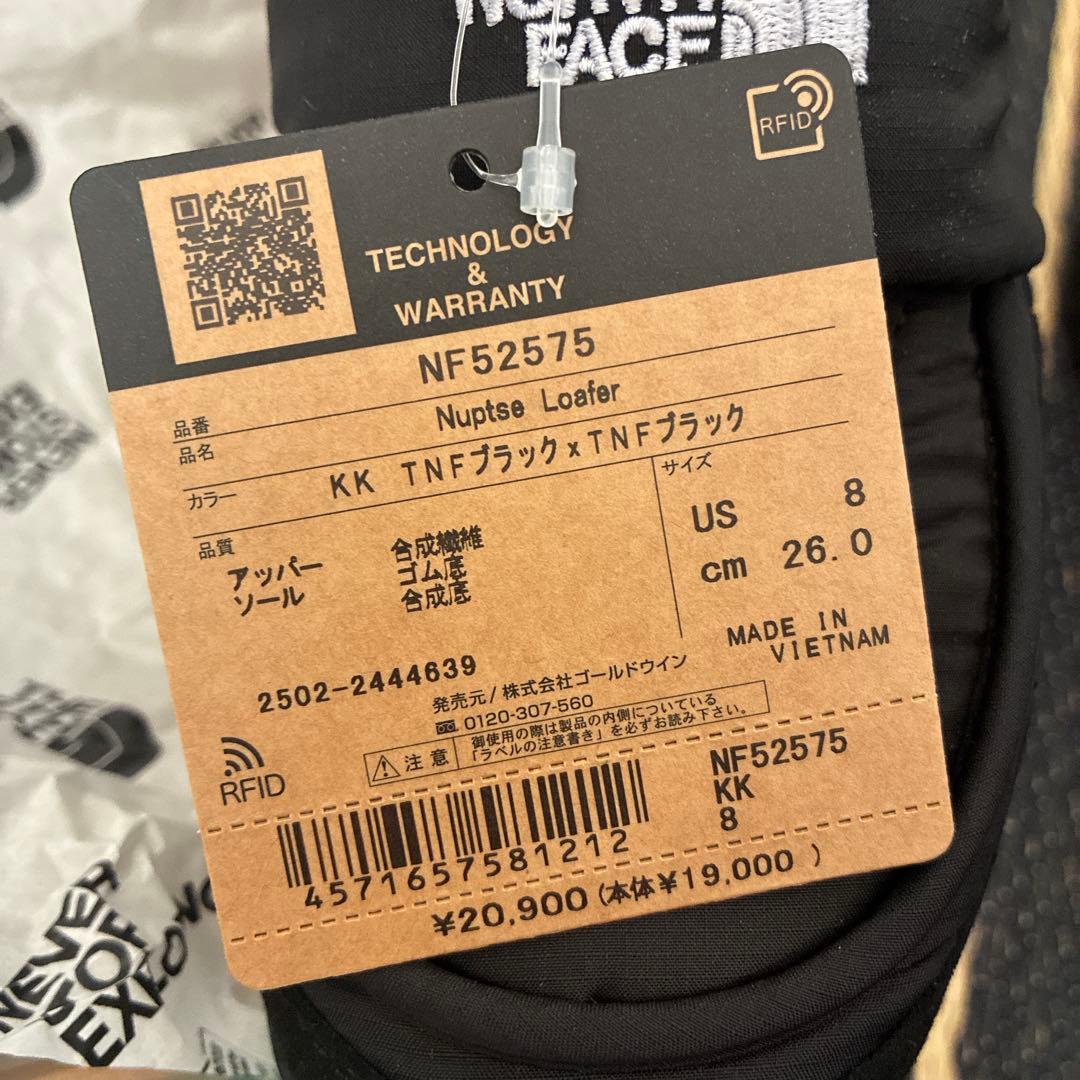 FACE
RFID
TECHNOLOGY
&
WARRANTY
品番 NF52575
品名 Nuptse Loafer
カラー KK TNFブラックxTNFブラック
品質
アッパー 合成繊維
ソール ゴム底
合成底
サイズ
US 8
cm 26.0
MADE IN
VIETNAM
2502-2444639
発売元/株式会社ゴールドウイン
0120-307-560
注意 御使用の際は製品の内側についている
「ラベルの注意書き」を必ずお読み下さい。
RFID
NF52575
KK
8
4571657581212
¥20,900(本体¥19,000 )
NEVER
STOP
EXPLORING